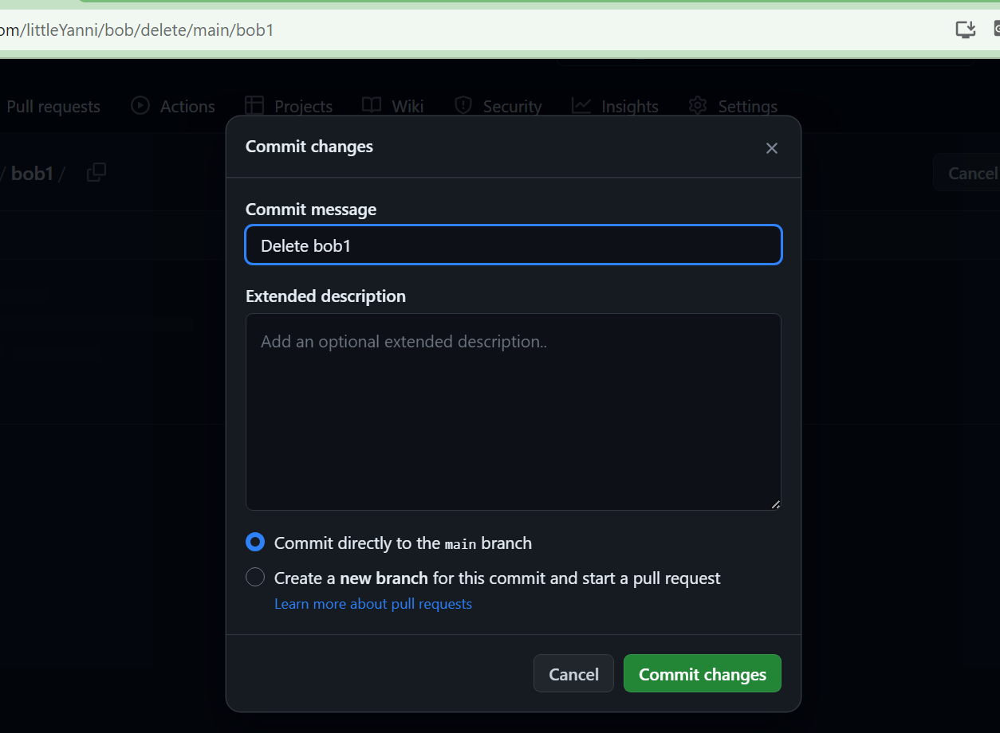 om/littleYanni/bob/delete/main/bob1
Pull requests Actions Projects Wiki Security Insights Settings
Commit changes
/ bob1 /
Cancel
Commit message
Delete bob1
Extended description
Add an optional extended description..
Commit directly to the main branch
Create a new branch for this commit and start a pull request
Learn more about pull requests
Cancel Commit changes